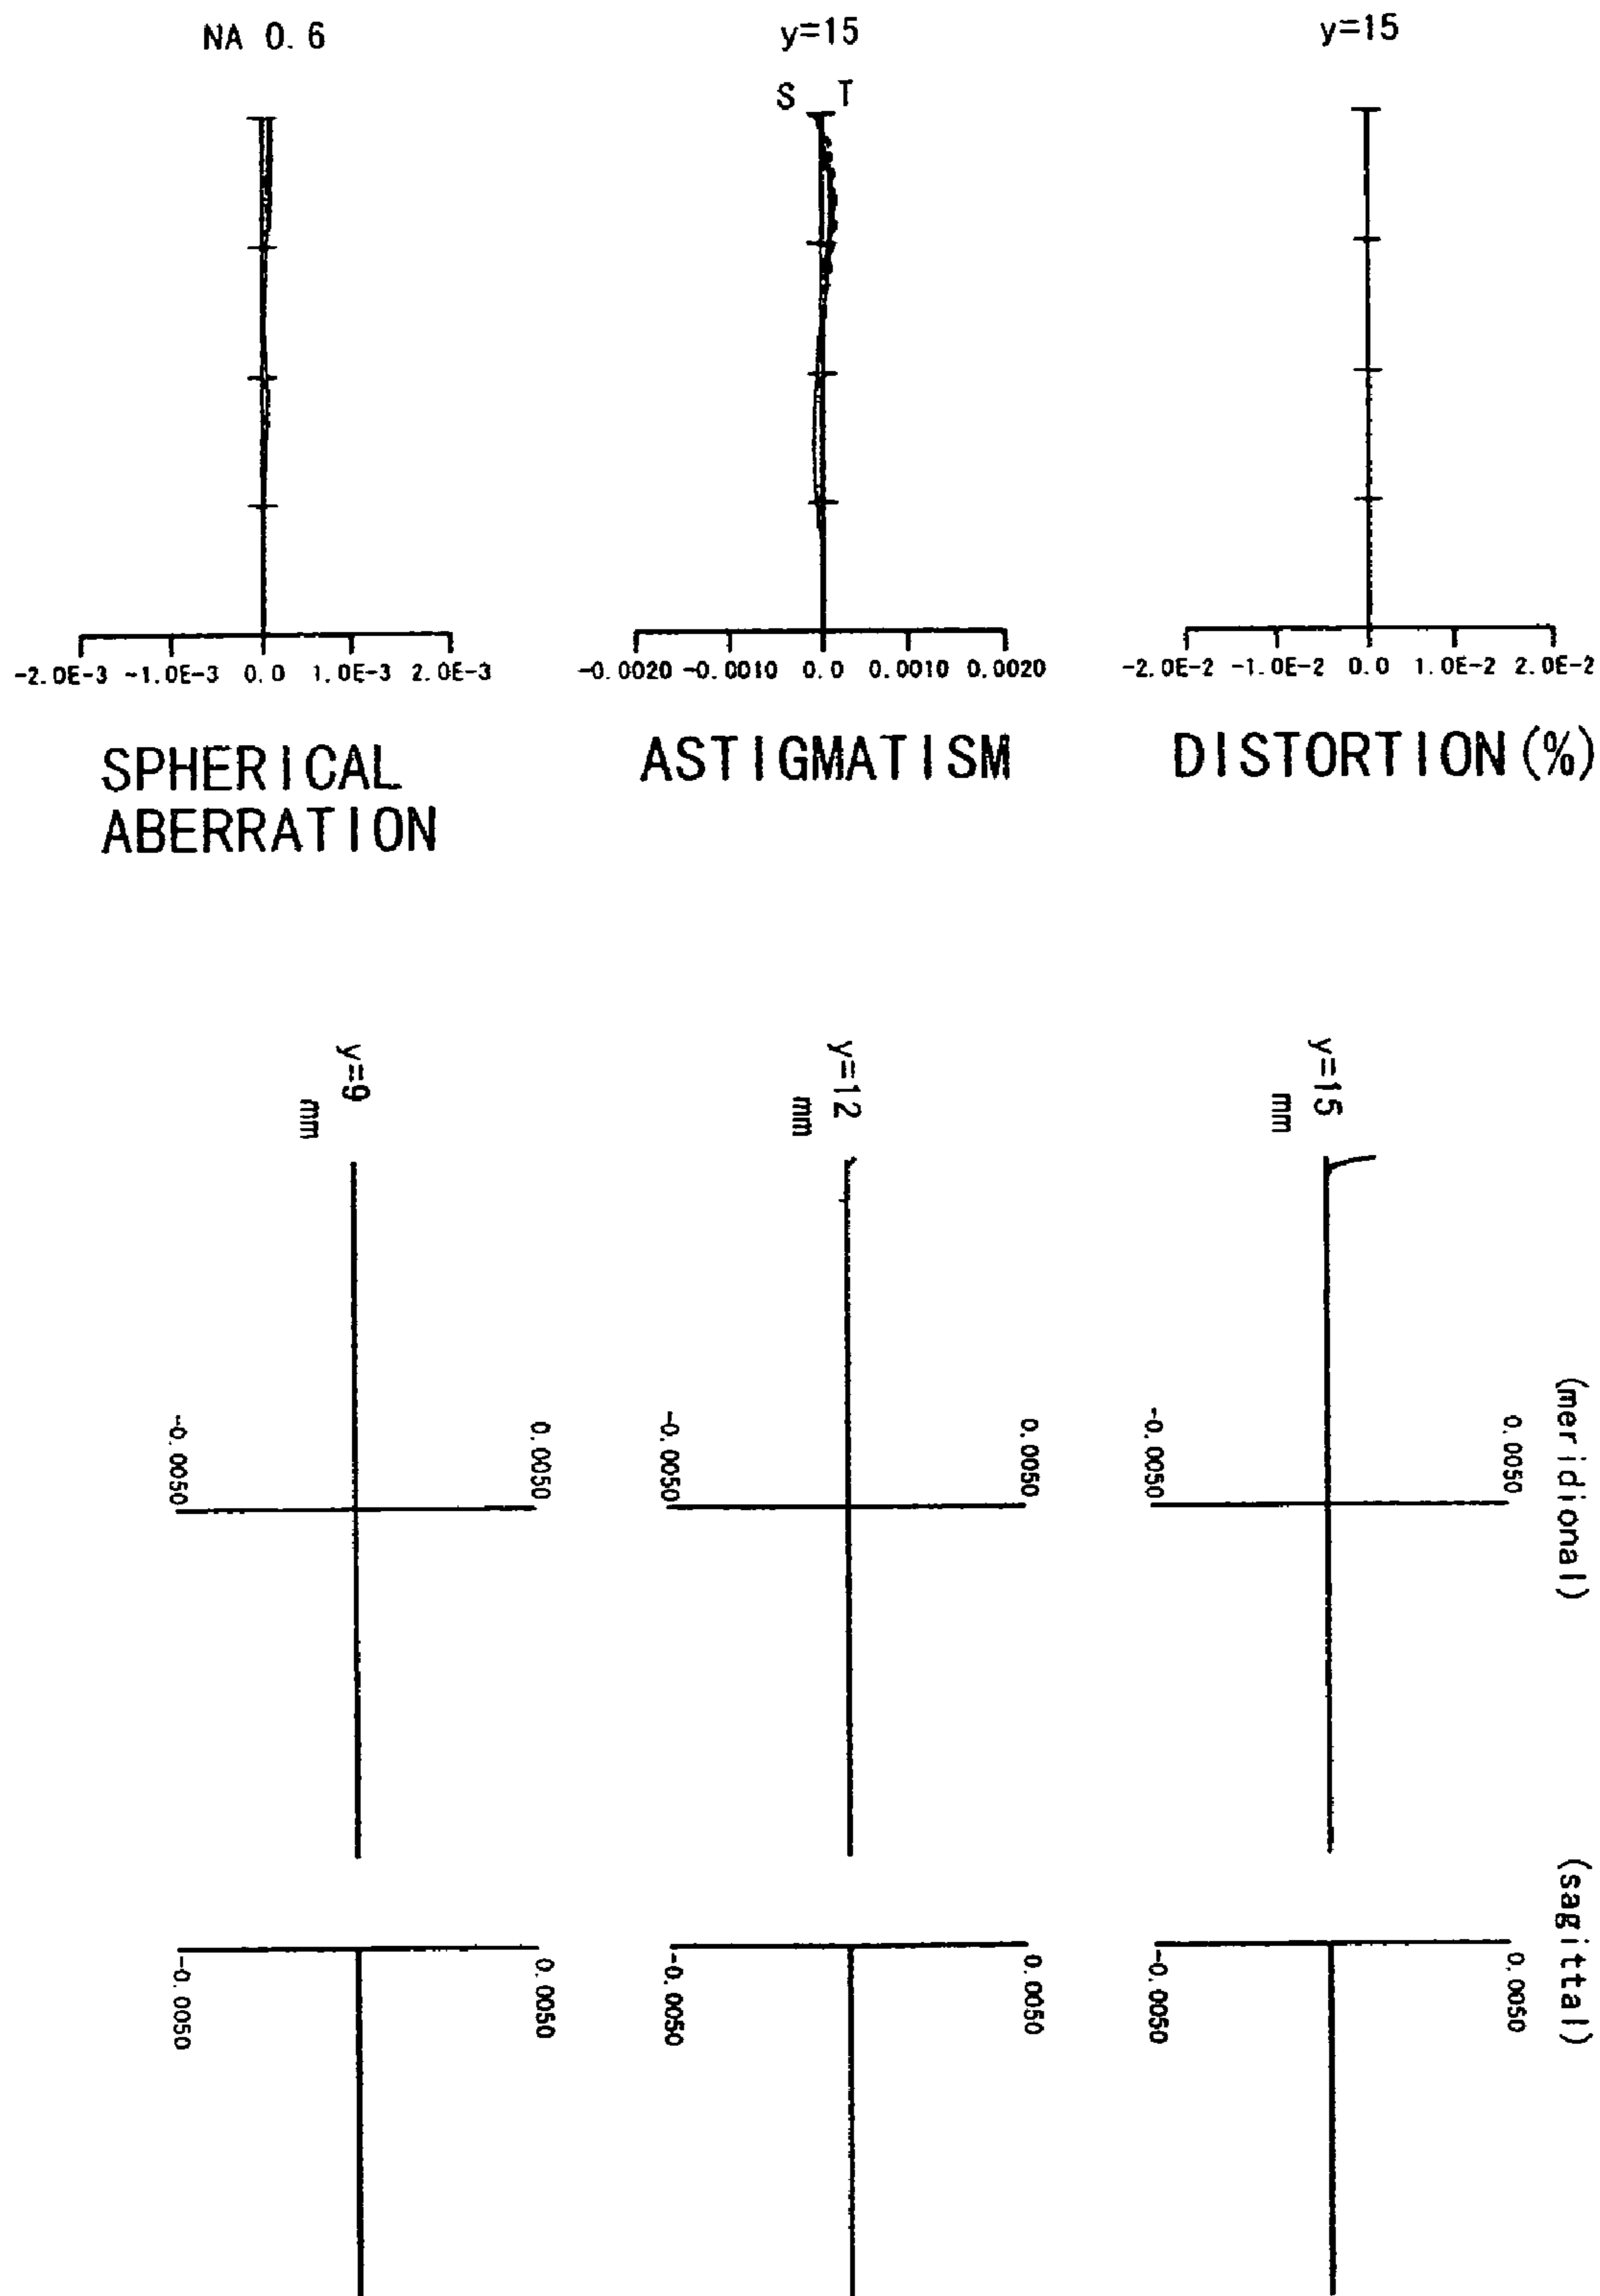 NA 0.6
y=15
y=15
S T
-2.0E-3 -1.0E-3 0.0 1.0E-3 2.0E-3
-0.0020 -0.0010 0.0 0.0010 0.0020
-2.0E-2 -1.0E-2 0.0 1.0E-2 2.0E-2
SPHERICAL
ABERRATION
ASTIGMATISM
DISTORTION(%)
y=9
mm
y=12
mm
y=15
mm
-0.0050
0.0050
-0.0050
0.0050
-0.0050
0.0050
(meridional)
-0.0050
0.0050
-0.0050
0.0050
-0.0050
0.0050
(sagittal)